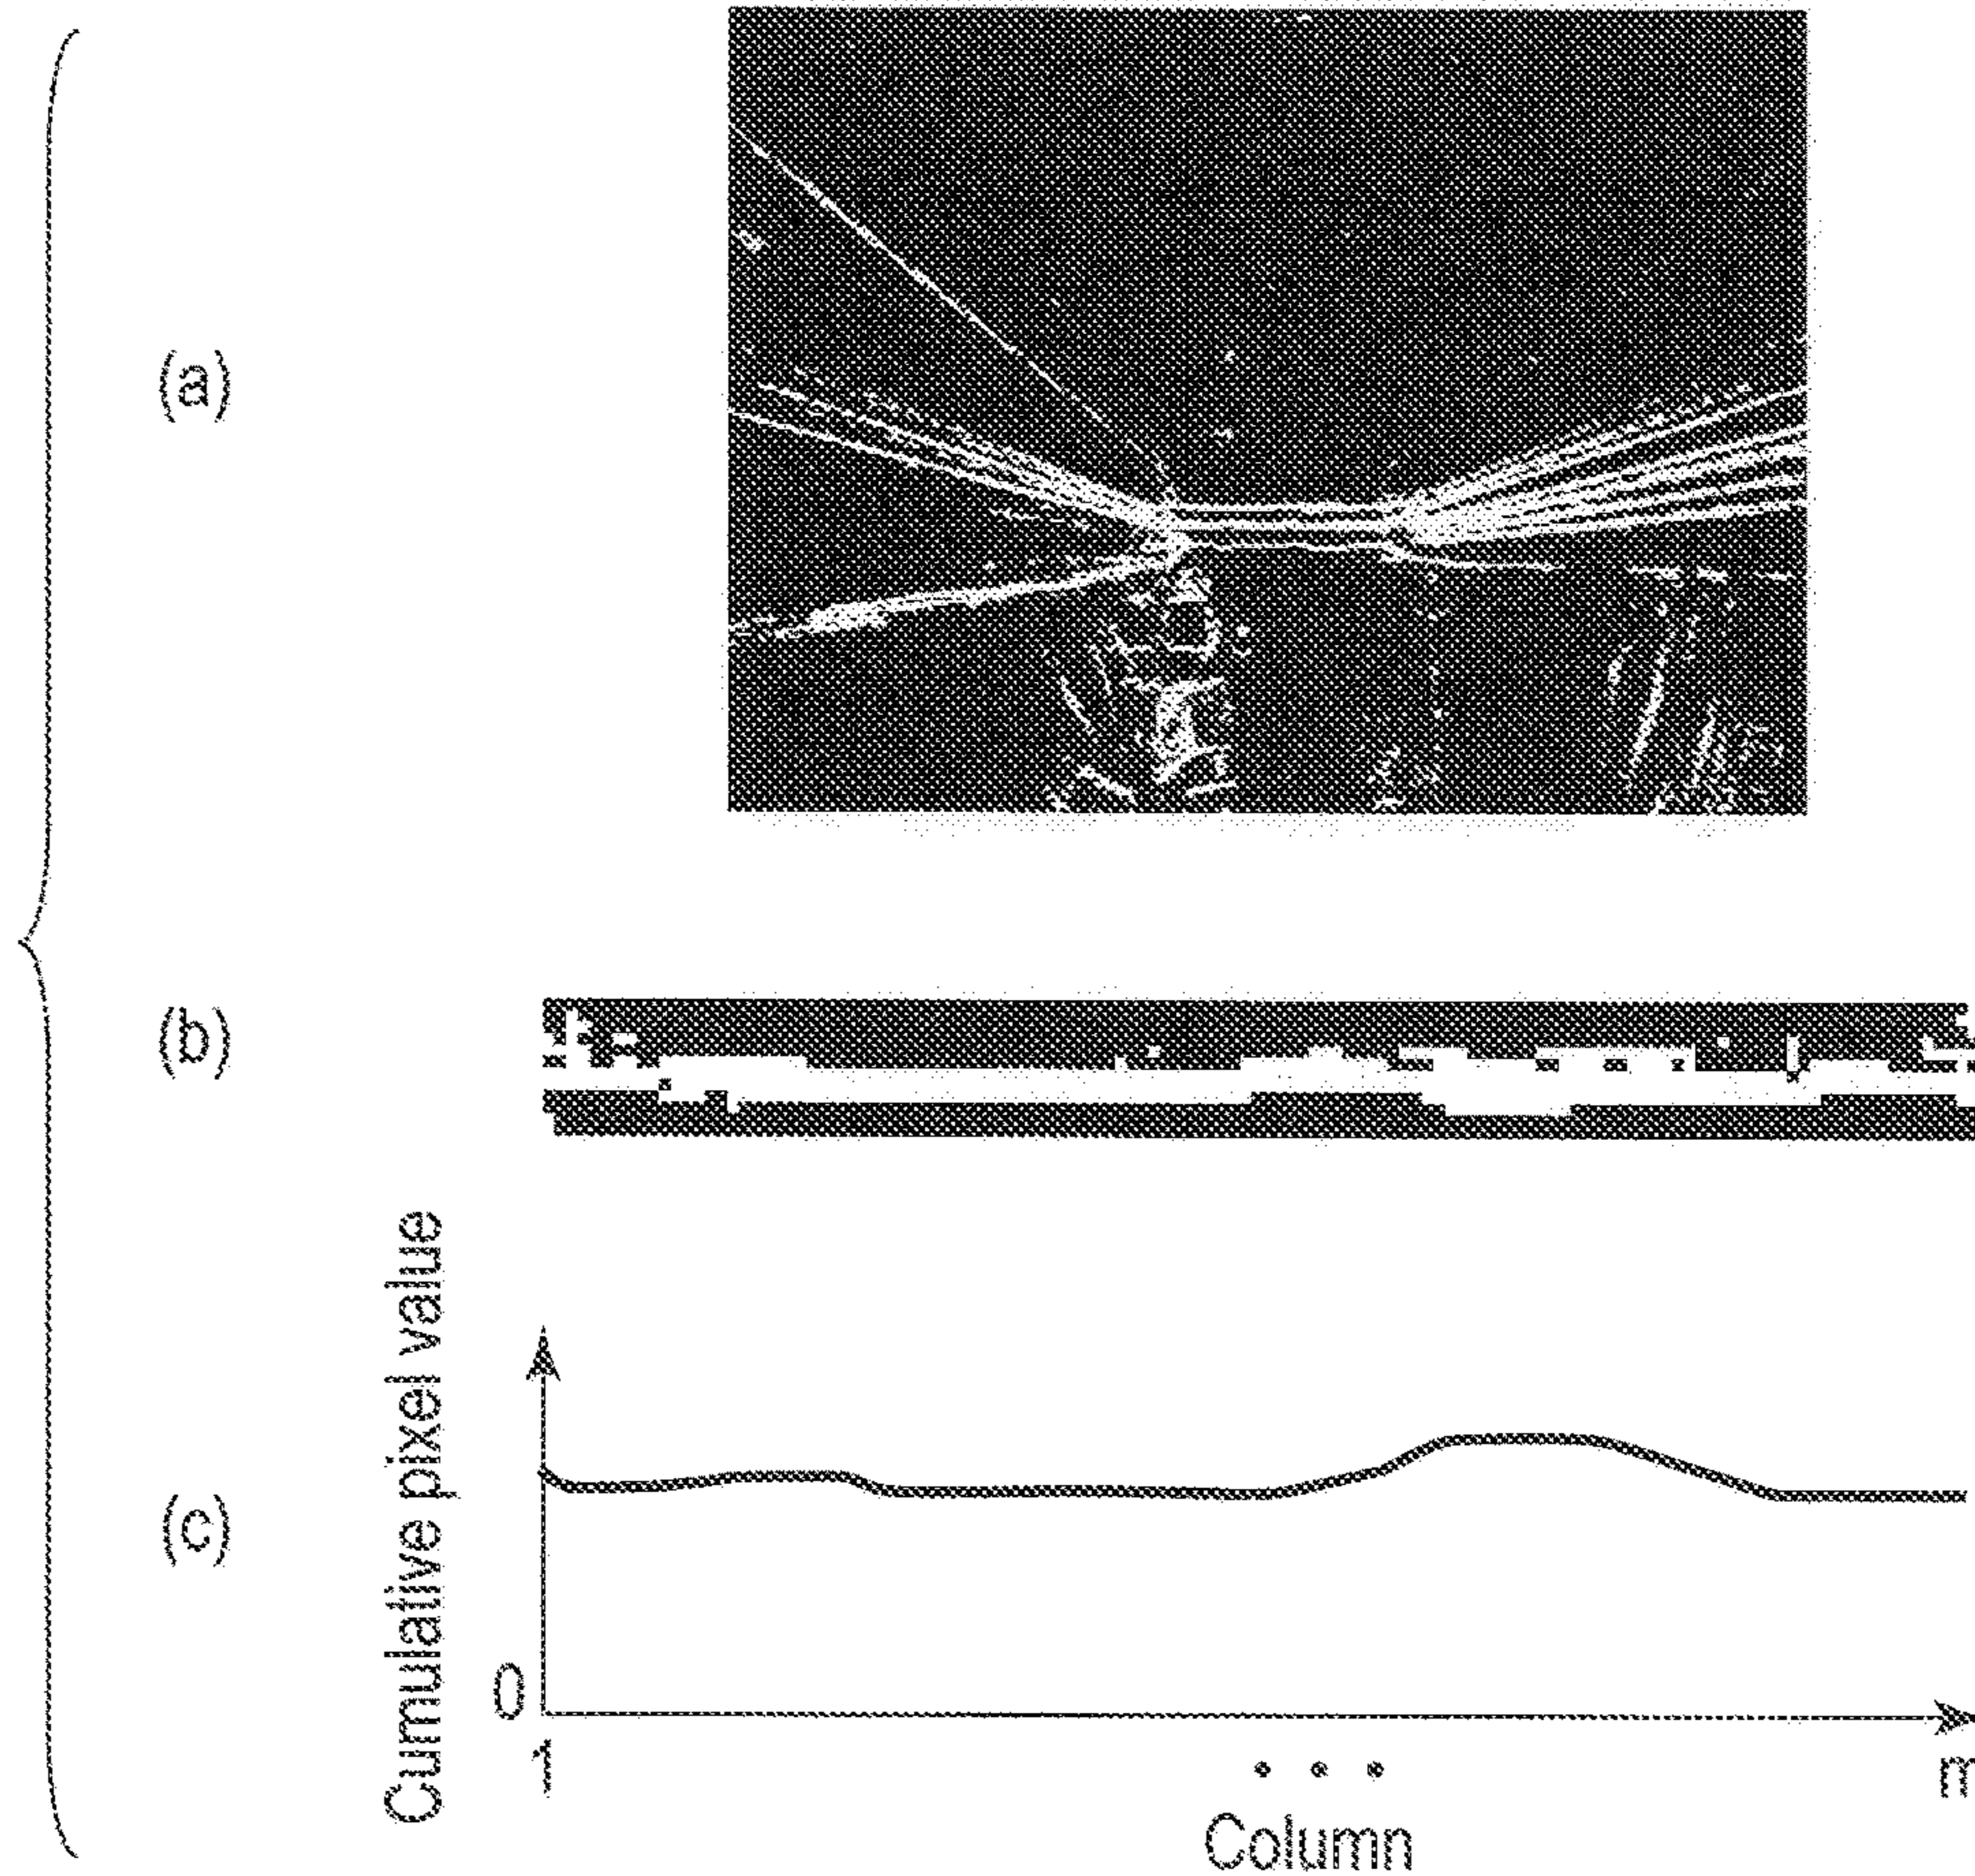 (a)
(b)
(c)
Cumulative pixel value
0
1
• • •
m
Column